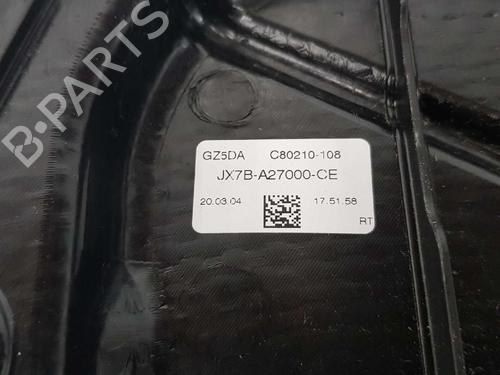 B-PARTS
GZ5DA C80210-108
JX7B-A27000-CE
20.03.04 17.51.58
RT